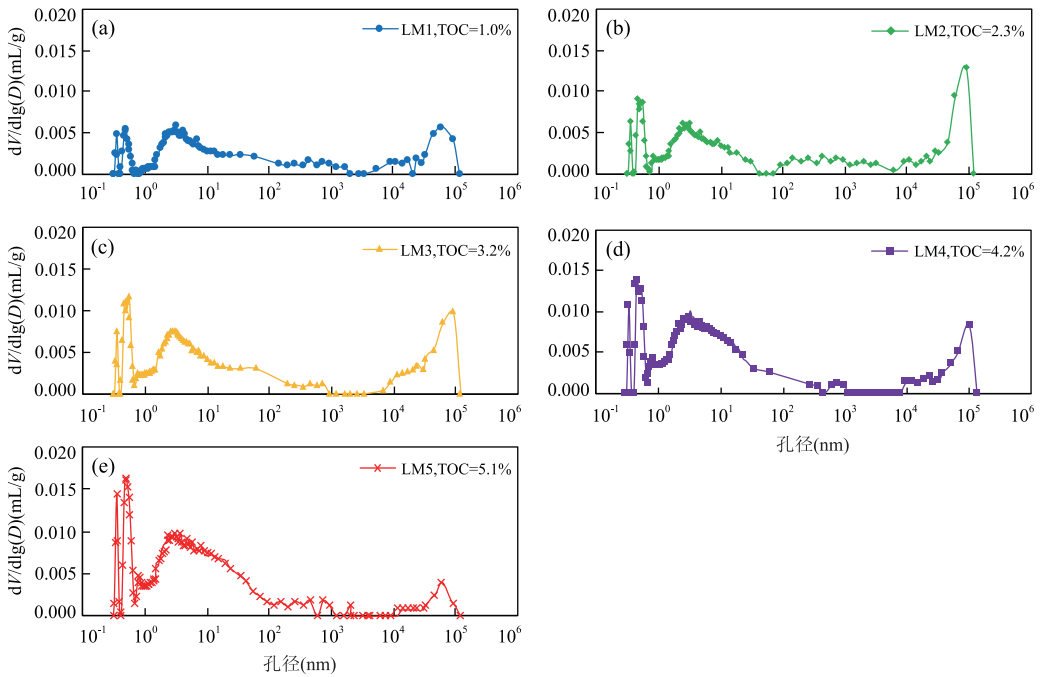 (a)
LM1,TOC=1.0%
dV/dlg(D)(mL/g)
0.020
0.015
0.010
0.005
0.000
10⁻¹ 10⁰ 10¹ 10² 10³ 10⁴ 10⁵ 10⁶
(b)
LM2,TOC=2.3%
dV/dlg(D)(mL/g)
0.020
0.015
0.010
0.005
0.000
10⁻¹ 10⁰ 10¹ 10² 10³ 10⁴ 10⁵ 10⁶
(c)
LM3,TOC=3.2%
dV/dlg(D)(mL/g)
0.020
0.015
0.010
0.005
0.000
10⁻¹ 10⁰ 10¹ 10² 10³ 10⁴ 10⁵ 10⁶
(d)
LM4,TOC=4.2%
dV/dlg(D)(mL/g)
0.020
0.015
0.010
0.005
0.000
10⁻¹ 10⁰ 10¹ 10² 10³ 10⁴ 10⁵ 10⁶
孔径(nm)
(e)
LM5,TOC=5.1%
dV/dlg(D)(mL/g)
0.020
0.015
0.010
0.005
0.000
10⁻¹ 10⁰ 10¹ 10² 10³ 10⁴ 10⁵ 10⁶
孔径(nm)